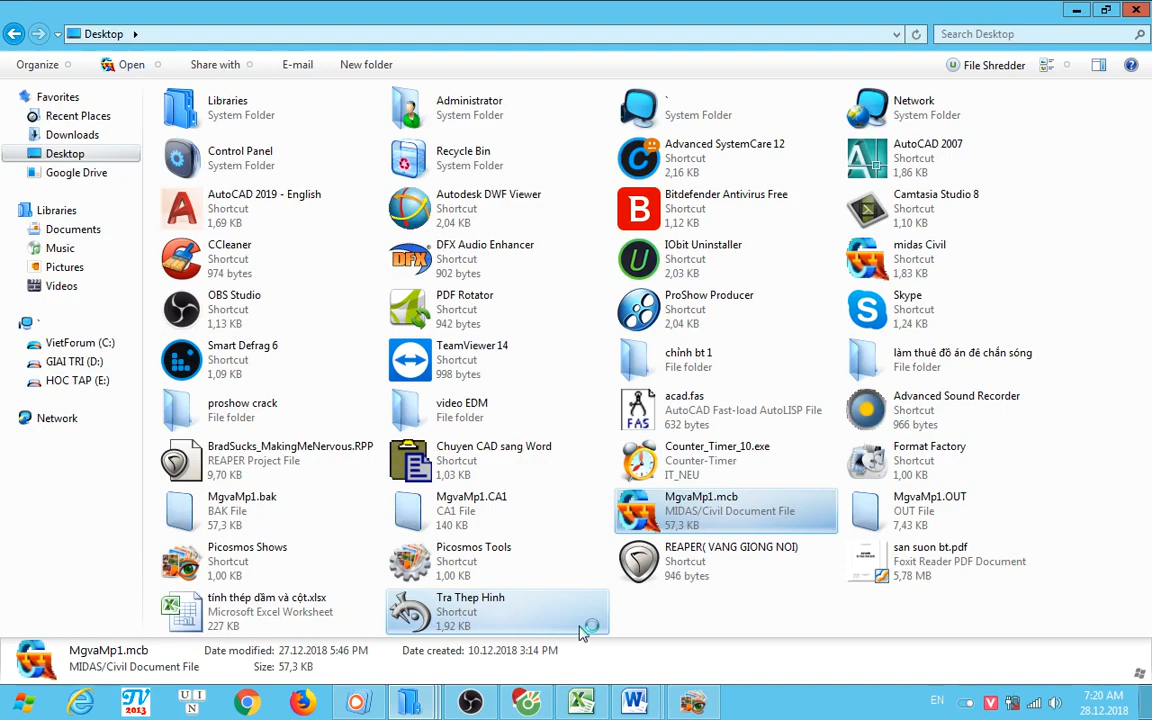 Desktop
Search Desktop
Organize Open Share with E-mail New folder File Shredder
Favorites
Recent Places
Downloads
Desktop
Google Drive
Libraries
Documents
Music
Pictures
Videos
`
VietForum (C:)
GIAI TRI (D:)
HOC TAP (E:)
Network
Libraries
System Folder
Administrator
System Folder
`
System Folder
Network
System Folder
Control Panel
System Folder
Recycle Bin
System Folder
Advanced SystemCare 12
Shortcut
2,16 KB
AutoCAD 2007
Shortcut
1,86 KB
AutoCAD 2019 - English
Shortcut
1,69 KB
Autodesk DWF Viewer
Shortcut
2,04 KB
Bitdefender Antivirus Free
Shortcut
1,12 KB
Camtasia Studio 8
Shortcut
1,10 KB
CCleaner
Shortcut
974 bytes
DFX
DFX Audio Enhancer
Shortcut
902 bytes
IObit Uninstaller
Shortcut
2,03 KB
midas Civil
Shortcut
1,83 KB
OBS Studio
Shortcut
1,13 KB
PDF Rotator
Shortcut
942 bytes
ProShow Producer
Shortcut
2,04 KB
Skype
Shortcut
1,24 KB
Smart Defrag 6
Shortcut
1,09 KB
TeamViewer 14
Shortcut
998 bytes
chỉnh bt 1
File folder
làm thuê đồ án đê chắn sóng
File folder
proshow crack
File folder
video EDM
File folder
FAS
acad.fas
AutoCAD Fast-load AutoLISP File
632 bytes
Advanced Sound Recorder
Shortcut
966 bytes
BradSucks_MakingMeNervous.RPP
REAPER Project File
9,70 KB
Chuyen CAD sang Word
Shortcut
1,03 KB
Counter_Timer_10.exe
Counter-Timer
IT_NEU
Format Factory
Shortcut
1,00 KB
MgvaMp1.bak
BAK File
57,3 KB
MgvaMp1.CA1
CA1 File
140 KB
MgvaMp1.mcb
MIDAS/Civil Document File
57,3 KB
MgvaMp1.OUT
OUT File
7,43 KB
Picosmos Shows
Shortcut
1,00 KB
Picosmos Tools
Shortcut
1,00 KB
REAPER( VANG GIONG NOI)
Shortcut
946 bytes
san suon bt.pdf
Foxit Reader PDF Document
5,78 MB
tính thép dầm và cột.xlsx
Microsoft Excel Worksheet
227 KB
Tra Thep Hinh
Shortcut
1,92 KB
MgvaMp1.mcb Date modified: 27.12.2018 5:46 PM Date created: 10.12.2018 3:14 PM
MIDAS/Civil Document File Size: 57,3 KB
TV 2013
U I N
EN
V
7:20 AM
28.12.2018